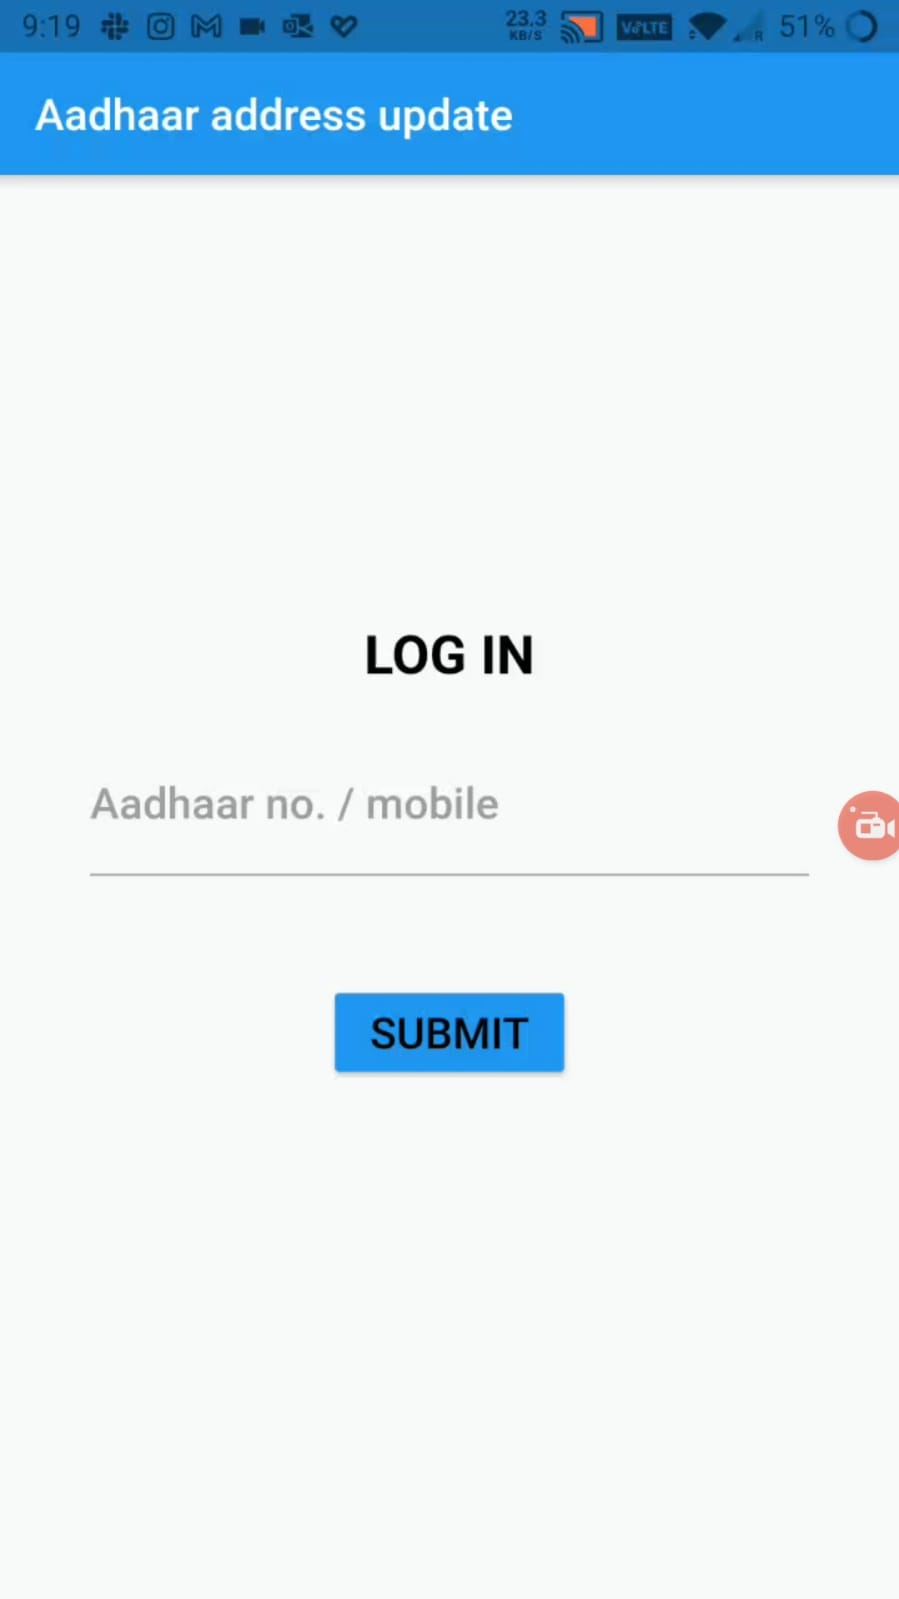 9:19 23.3 KB/S VoLTE R 51%
Aadhaar address update
LOG IN
Aadhaar no. / mobile
SUBMIT